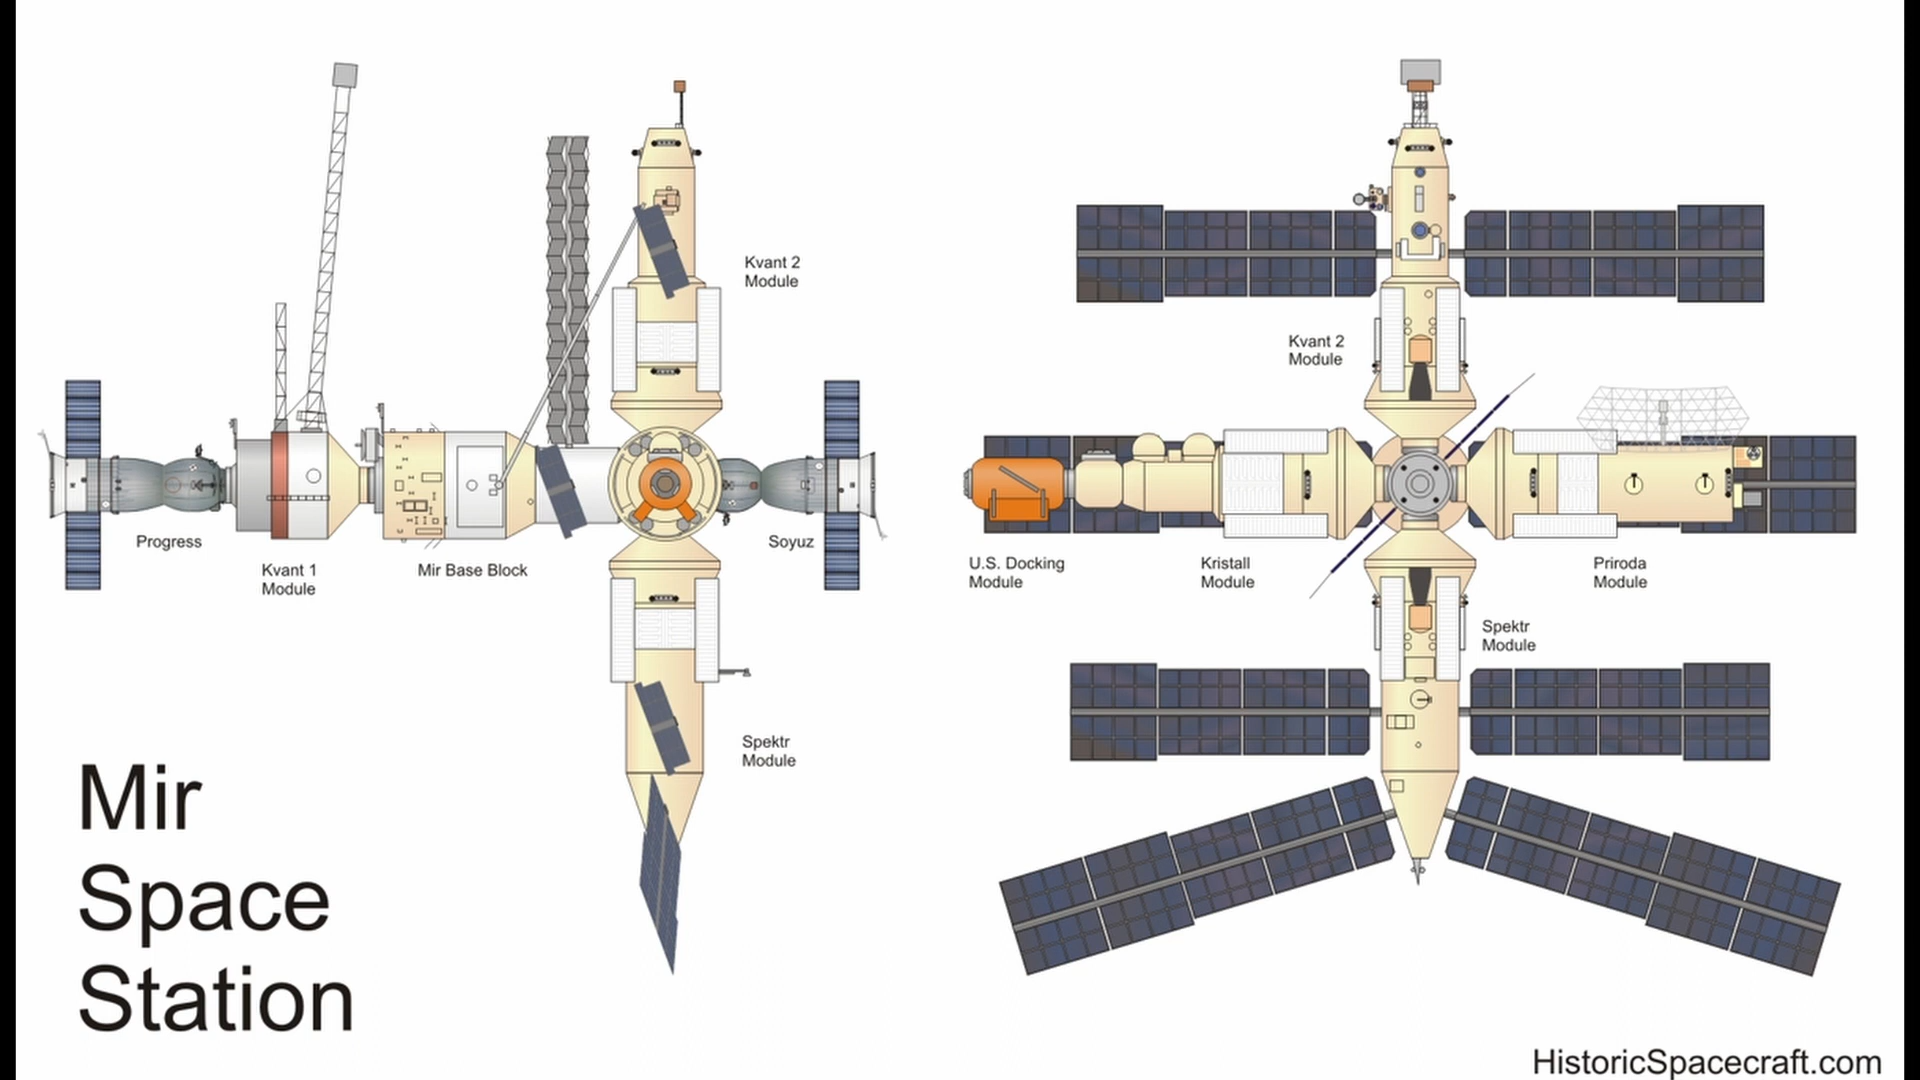 Kvant 2
Module
Progress
Kvant 1
Module
Mir Base Block
Soyuz
Spektr
Module
Kvant 2
Module
U.S. Docking
Module
Kristall
Module
Priroda
Module
Spektr
Module
Mir
Space
Station
HistoricSpacecraft.com